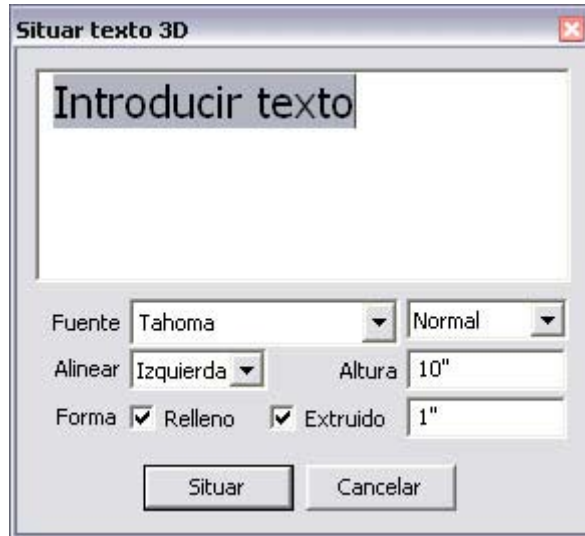 Situar texto 3D
Introducir texto
Fuente Tahoma Normal
Alinear Izquierda Altura 10"
Forma Relleno Extruido 1"
Situar Cancelar